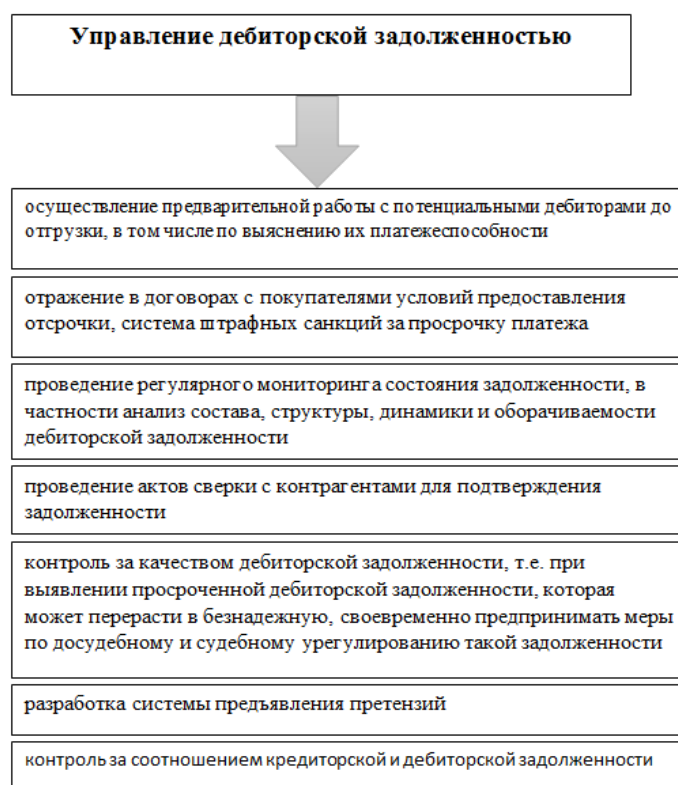 Управление дебиторской задолженностью
осуществление предварительной работы с потенциальными дебиторами до
отгрузки, в том числе по выяснению их платежеспособности
отражение в договорах с покупателями условий предоставления
отсрочки, система штрафных санкций за просрочку платежа
проведение регулярного мониторинга состояния задолженности, в
частности анализ состава, структуры, динамики и оборачиваемости
дебиторской задолженности
проведение актов сверки с контрагентами для подтверждения
задолженности
контроль за качеством дебиторской задолженности, т.е. при
выявлении просроченной дебиторской задолженности, которая
может перерасти в безнадежную, своевременно предпринимать меры
по досудебному и судебному урегулированию такой задолженности
разработка системы предъявления претензий
контроль за соотношением кредиторской и дебиторской задолженности